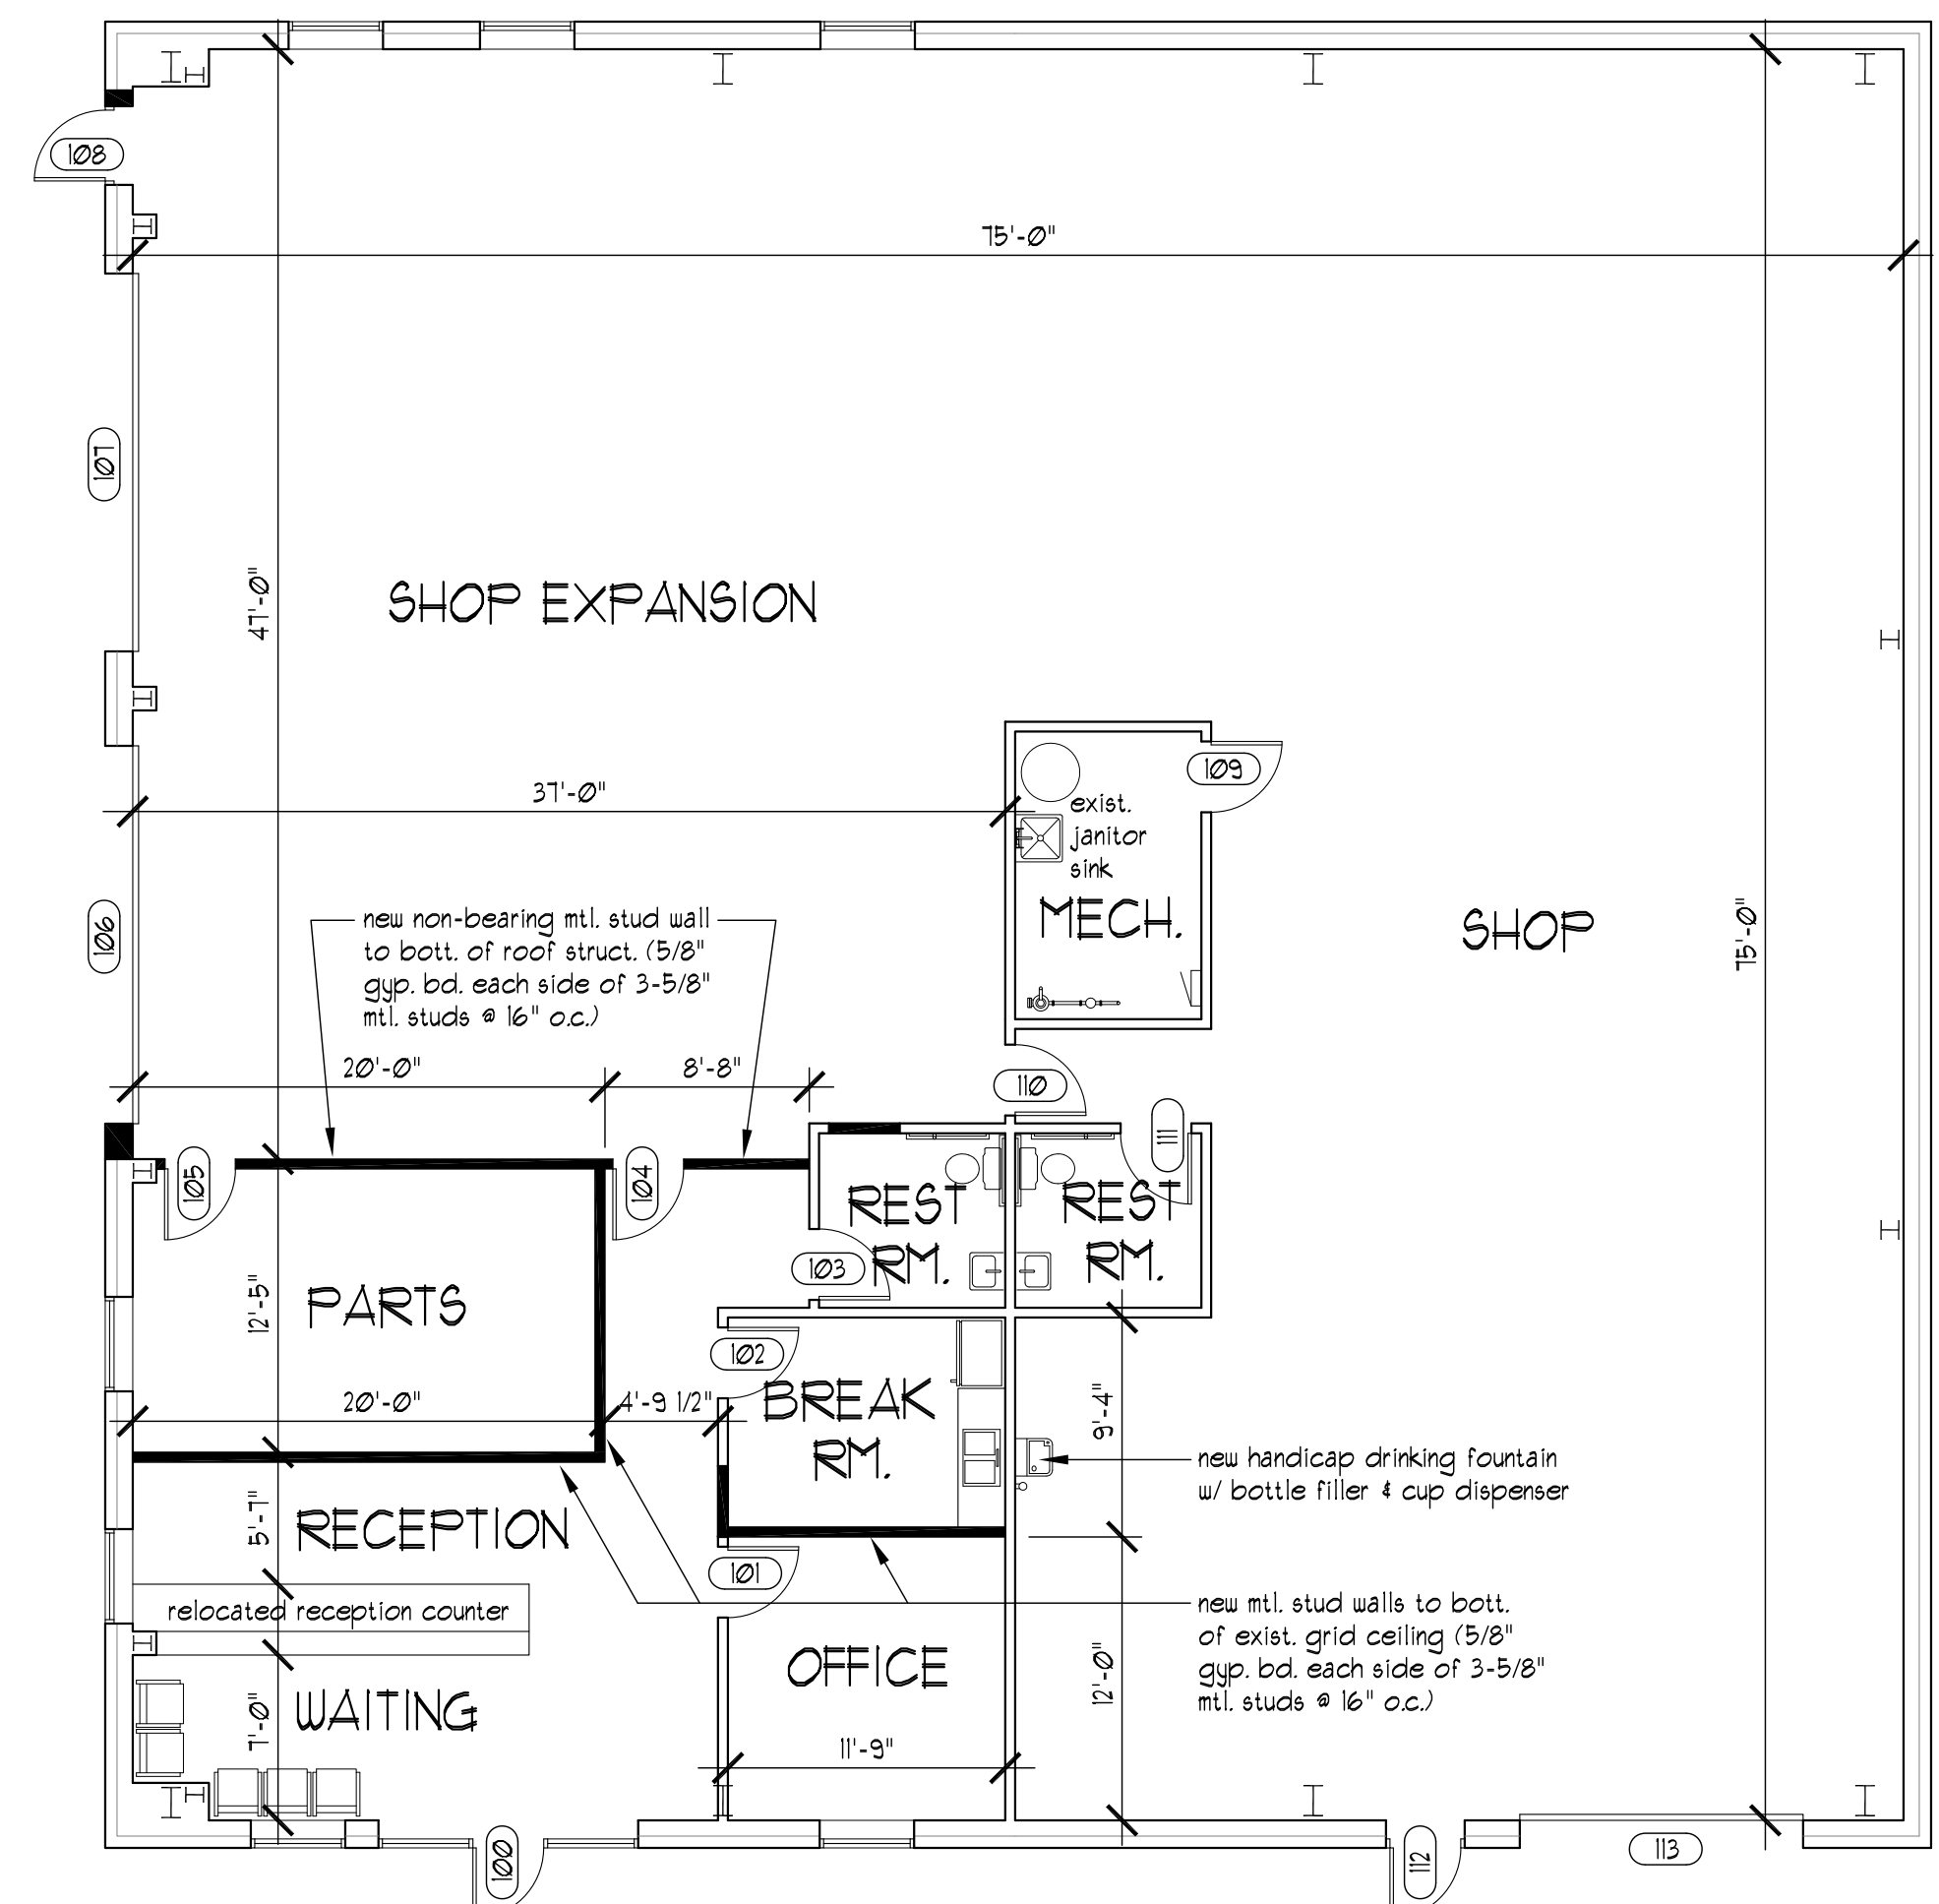 108
75'-0"
107
47'-0"
SHOP EXPANSION
109
37'-0"
exist.
janitor
sink
MECH.
106
new non-bearing mtl. stud wall
to bott. of roof struct. (5/8"
gyp. bd. each side of 3-5/8"
mtl. studs @ 16" o.c.)
SHOP
75'-0"
20'-0"
8'-8"
110
111
105
104
REST
RM.
REST
RM.
103
12'-5"
PARTS
102
20'-0"
4'-9 1/2"
BREAK
RM.
9'-4"
new handicap drinking fountain
w/ bottle filler & cup dispenser
5'-7"
RECEPTION
101
relocated reception counter
new mtl. stud walls to bott.
of exist. grid ceiling (5/8"
gyp. bd. each side of 3-5/8"
mtl. studs @ 16" o.c.)
OFFICE
12'-0"
7'-0"
WAITING
11'-9"
100
112
113